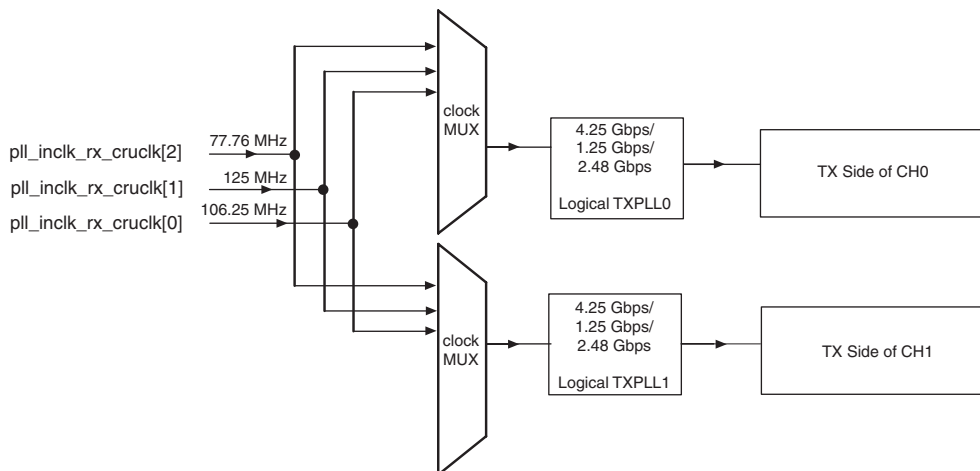 pll_inclk_rx_cruclk[2]
77.76 MHz
pll_inclk_rx_cruclk[1]
125 MHz
pll_inclk_rx_cruclk[0]
106.25 MHz
clock
MUX
4.25 Gbps/
1.25 Gbps/
2.48 Gbps
Logical TXPLL0
TX Side of CH0
clock
MUX
4.25 Gbps/
1.25 Gbps/
2.48 Gbps
Logical TXPLL1
TX Side of CH1